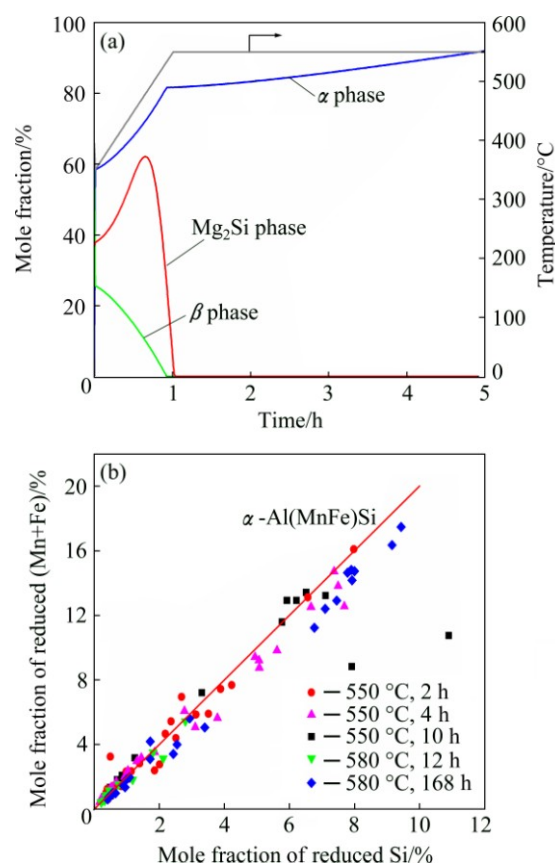 (a)
100
80
60
40
20
0
Mole fraction/%
600
500
400
300
200
150
100
0
Temperature/°C
α phase
Mg₂Si phase
β phase
0 1 2 3 4 5
Time/h
(b)
20
16
12
8
4
0
Mole fraction of reduced (Mn+Fe)/%
α-Al(MnFe)Si
— 550 °C, 2 h
— 550 °C, 4 h
— 550 °C, 10 h
— 580 °C, 12 h
— 580 °C, 168 h
2 4 6 8 10 12
Mole fraction of reduced Si/%